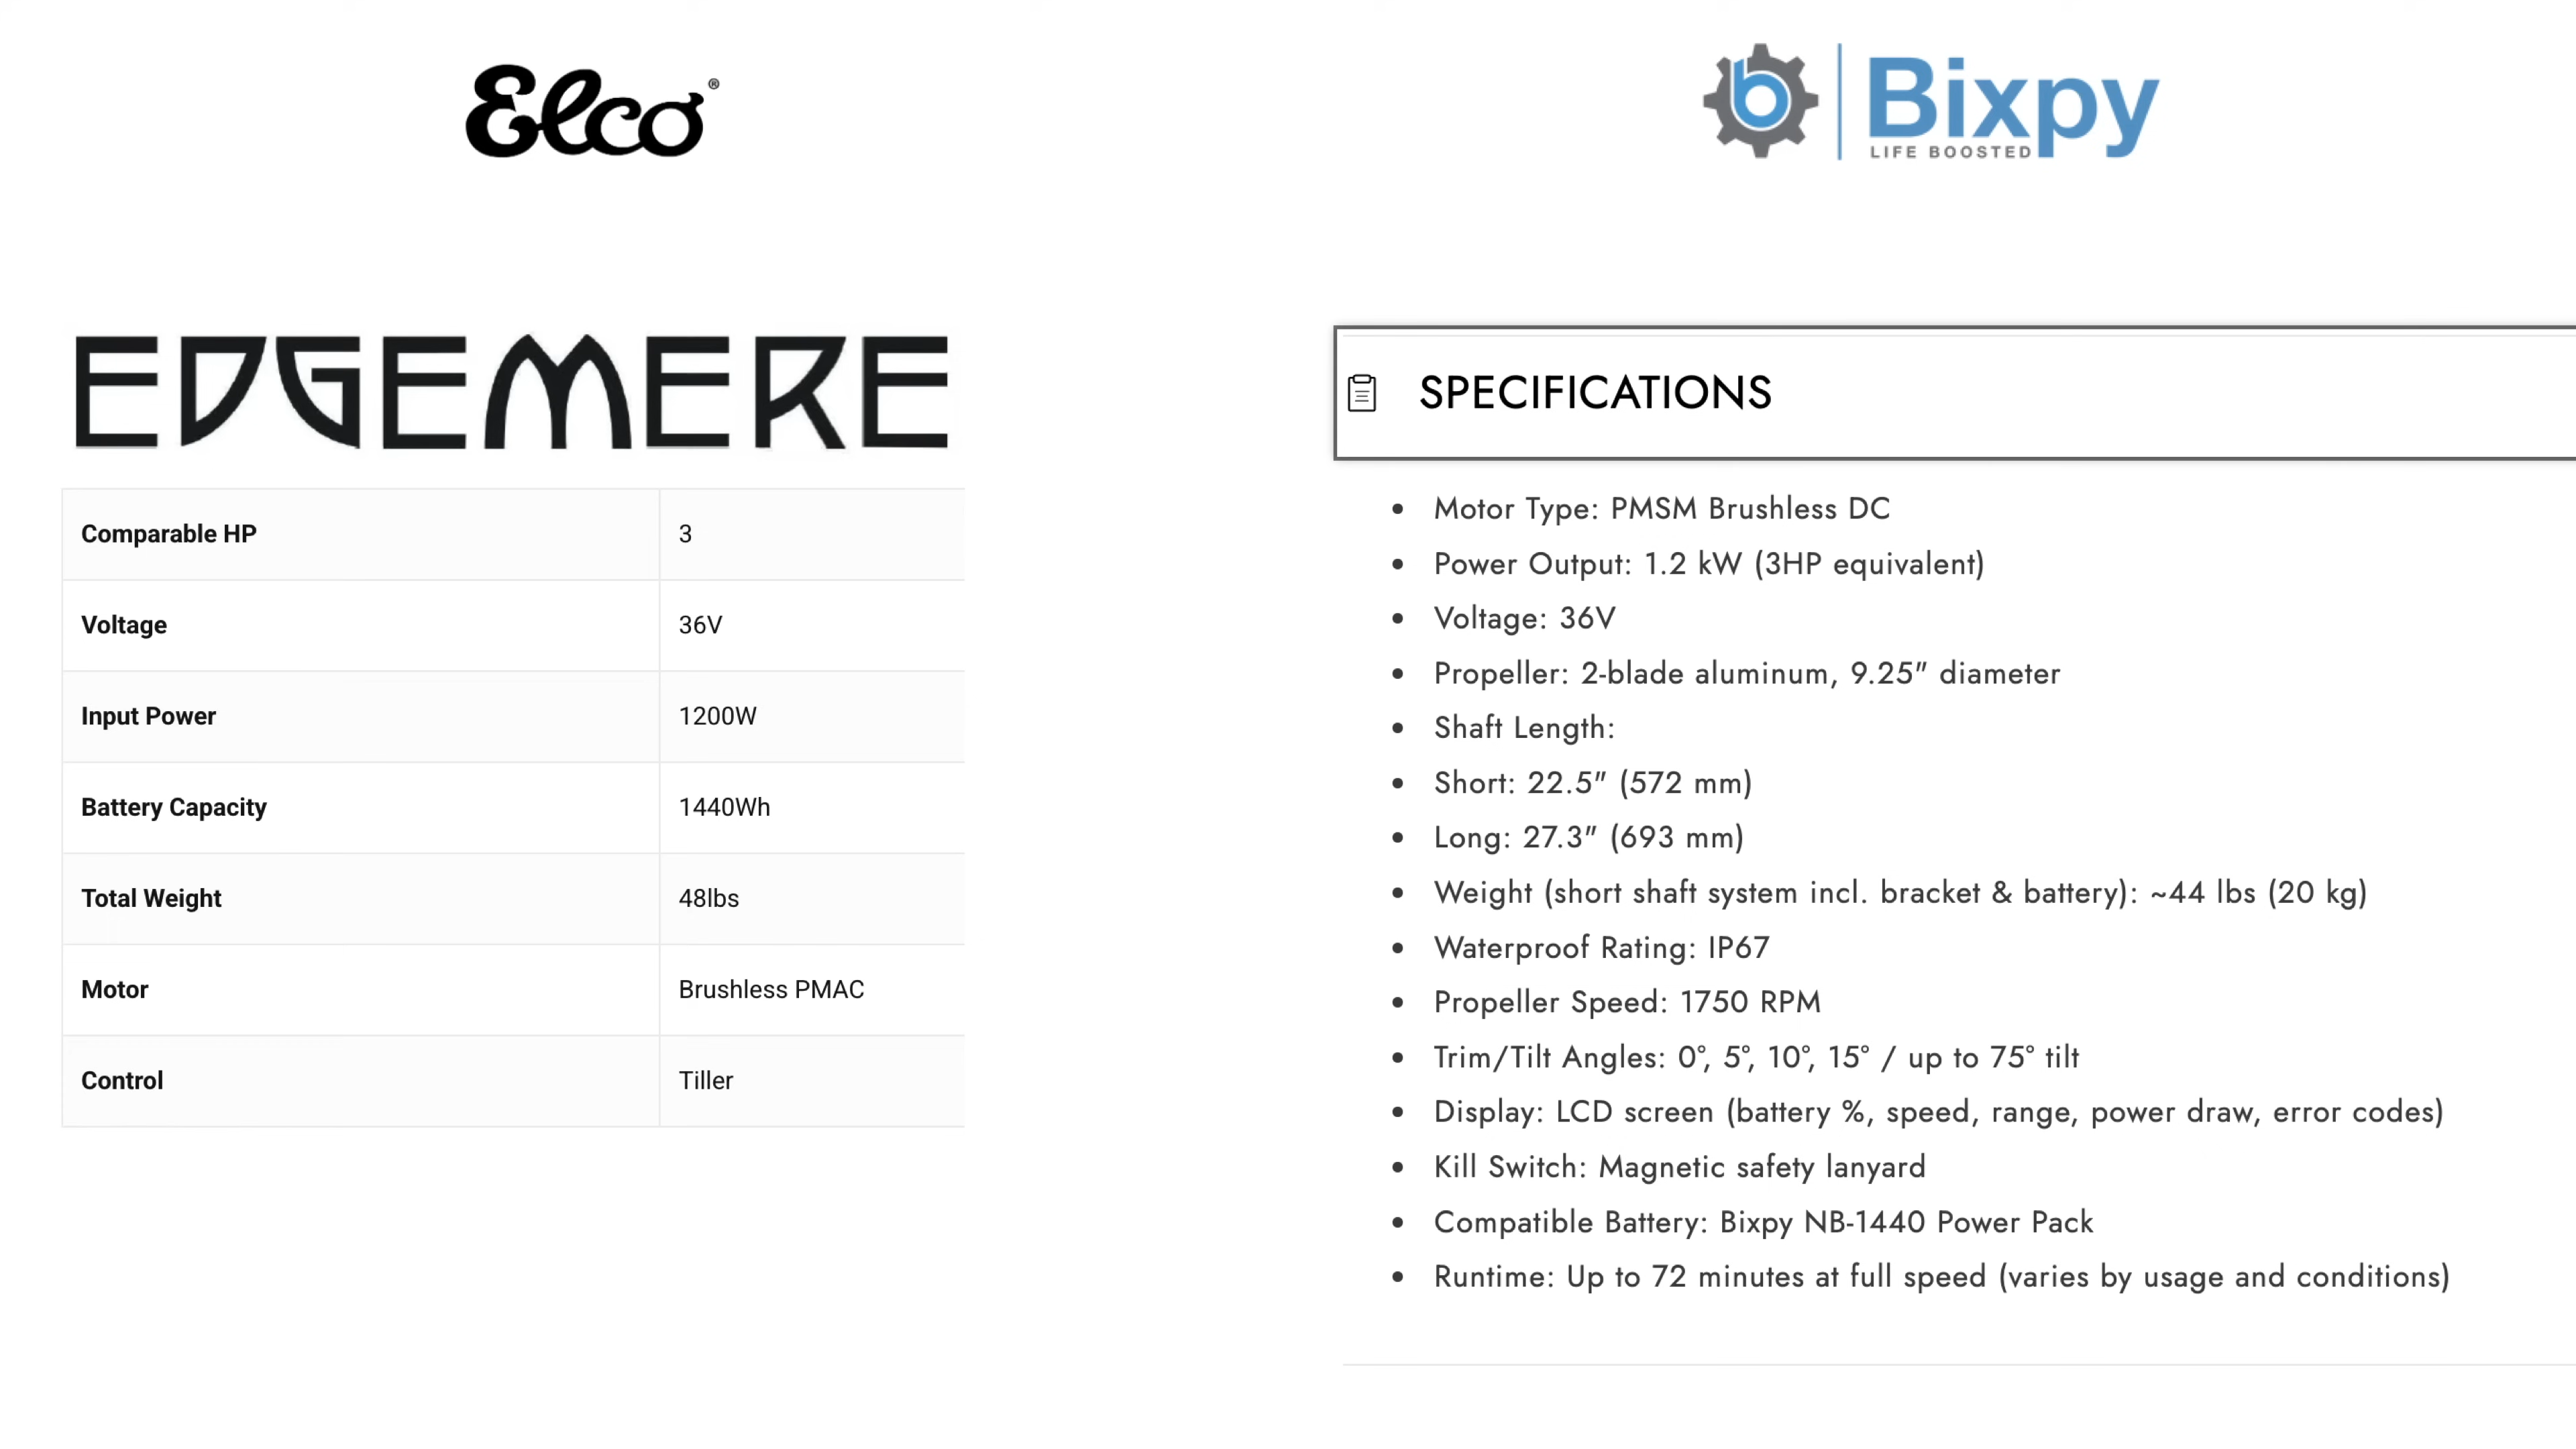 Elco®
Bixpy
LIFE BOOSTED
EDGEMERE
Comparable HP 3
Voltage 36V
Input Power 1200W
Battery Capacity 1440Wh
Total Weight 48lbs
Motor Brushless PMAC
Control Tiller
SPECIFICATIONS
• Motor Type: PMSM Brushless DC
• Power Output: 1.2 kW (3HP equivalent)
• Voltage: 36V
• Propeller: 2-blade aluminum, 9.25″ diameter
• Shaft Length:
• Short: 22.5″ (572 mm)
• Long: 27.3″ (693 mm)
• Weight (short shaft system incl. bracket & battery): ~44 lbs (20 kg)
• Waterproof Rating: IP67
• Propeller Speed: 1750 RPM
• Trim/Tilt Angles: 0°, 5°, 10°, 15° / up to 75° tilt
• Display: LCD screen (battery %, speed, range, power draw, error codes)
• Kill Switch: Magnetic safety lanyard
• Compatible Battery: Bixpy NB-1440 Power Pack
• Runtime: Up to 72 minutes at full speed (varies by usage and conditions)